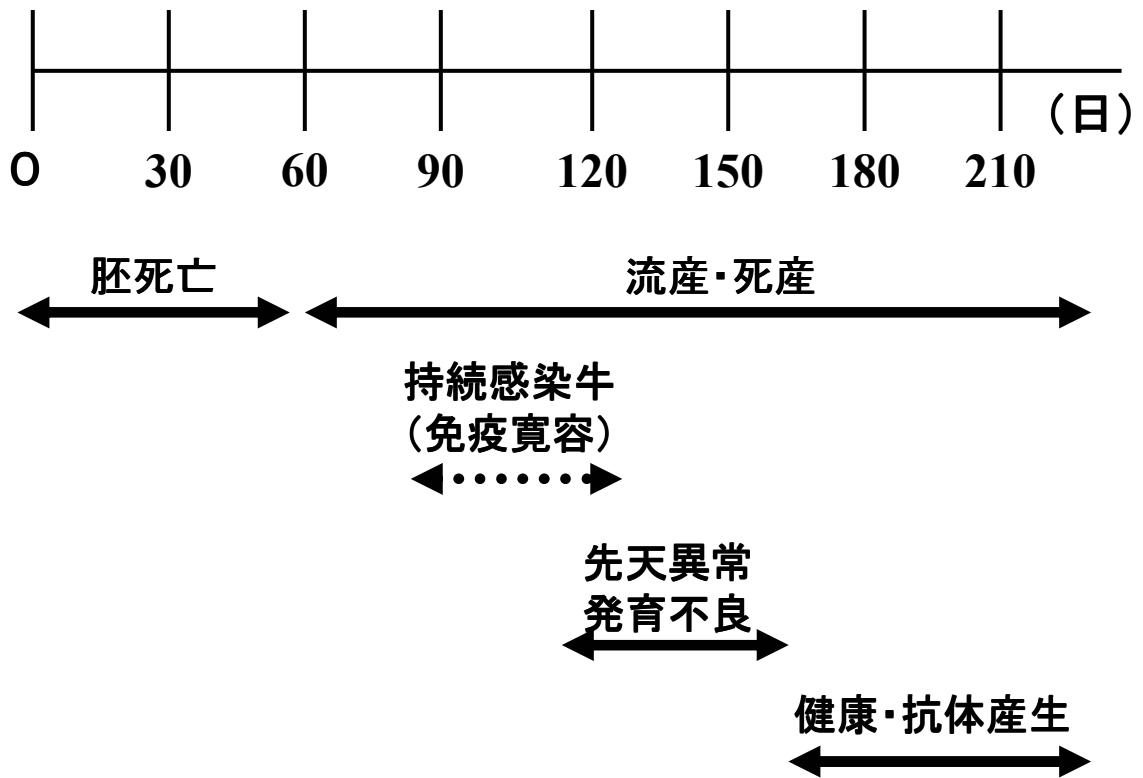 (日)
0 30 60 90 120 150 180 210
胚死亡 流産・死産
持続感染牛
(免疫寛容)
先天異常
発育不良
健康・抗体産生